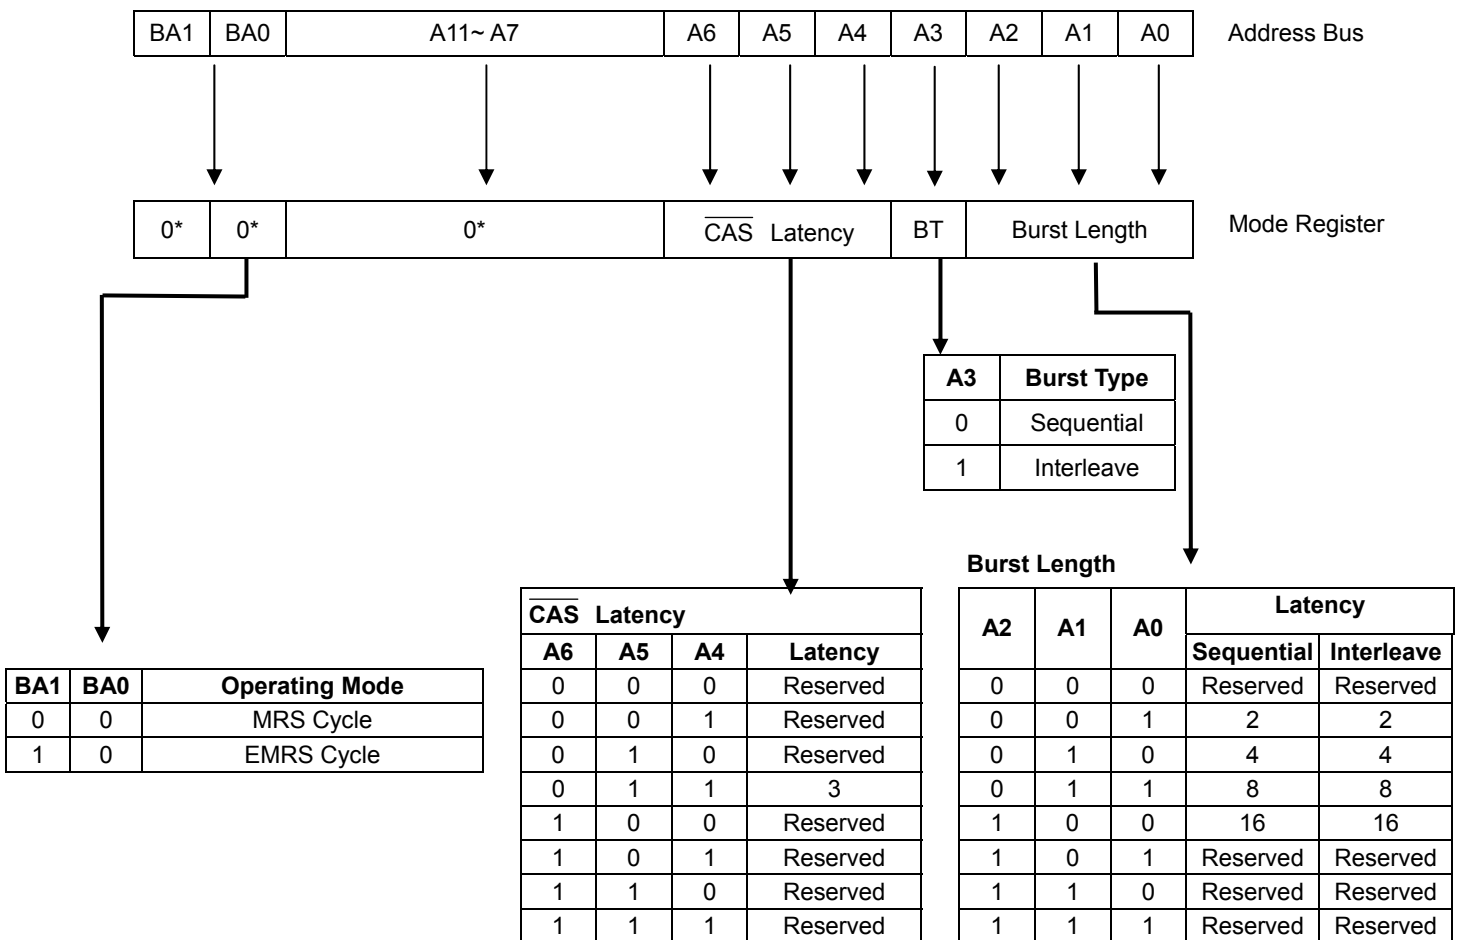 BA1 BA0 A11~ A7 A6 A5 A4 A3 A2 A1 A0 Address Bus
0* 0* 0* CAS Latency BT Burst Length Mode Register
A3 Burst Type
0 Sequential
1 Interleave
BA1 BA0 Operating Mode
0 0 MRS Cycle
1 0 EMRS Cycle
CAS Latency
A6 A5 A4 Latency
0 0 0 Reserved
0 0 1 Reserved
0 1 0 Reserved
0 1 1 3
1 0 0 Reserved
1 0 1 Reserved
1 1 0 Reserved
1 1 1 Reserved
Burst Length
A2 A1 A0 Latency
Sequential Interleave
0 0 0 Reserved Reserved
0 0 1 2 2
0 1 0 4 4
0 1 1 8 8
1 0 0 16 16
1 0 1 Reserved Reserved
1 1 0 Reserved Reserved
1 1 1 Reserved Reserved